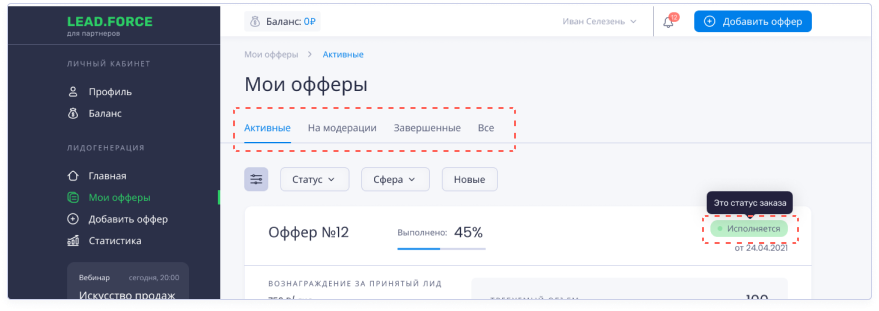 LEAD.FORCE
для партнеров
Баланс: 0₽
Иван Селезень
10
Добавить оффер
ЛИЧНЫЙ КАБИНЕТ
Профиль
Баланс
ЛИДОГЕНЕРАЦИЯ
Главная
Мои офферы
Добавить оффер
Статистика
Вебинар сегодня, 20:00
Искусство продаж
Мои офферы > Активные
Мои офферы
Активные На модерации Завершенные Все
Статус Сфера Новые
Это статус заказа
Оффер №12 Выполнено: 45% Исполняется
от 24.04.2021
ВОЗНАГРАЖДЕНИЕ ЗА ПРИНЯТЫЙ ЛИД